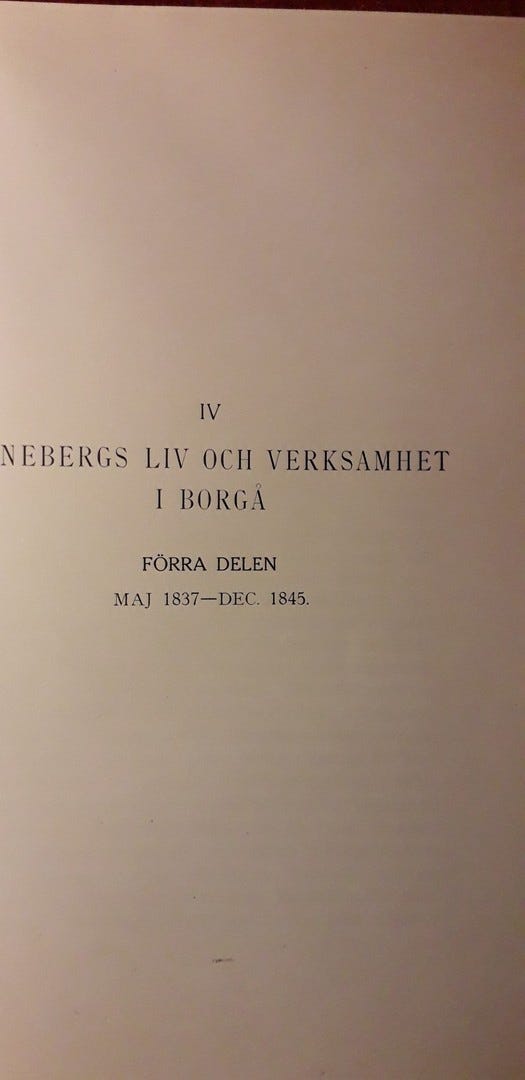 IV
NEBERGS LIV OCH VERKSAMHET
I BORGÅ
FÖRRA DELEN
MAJ 1837—DEC. 1845.